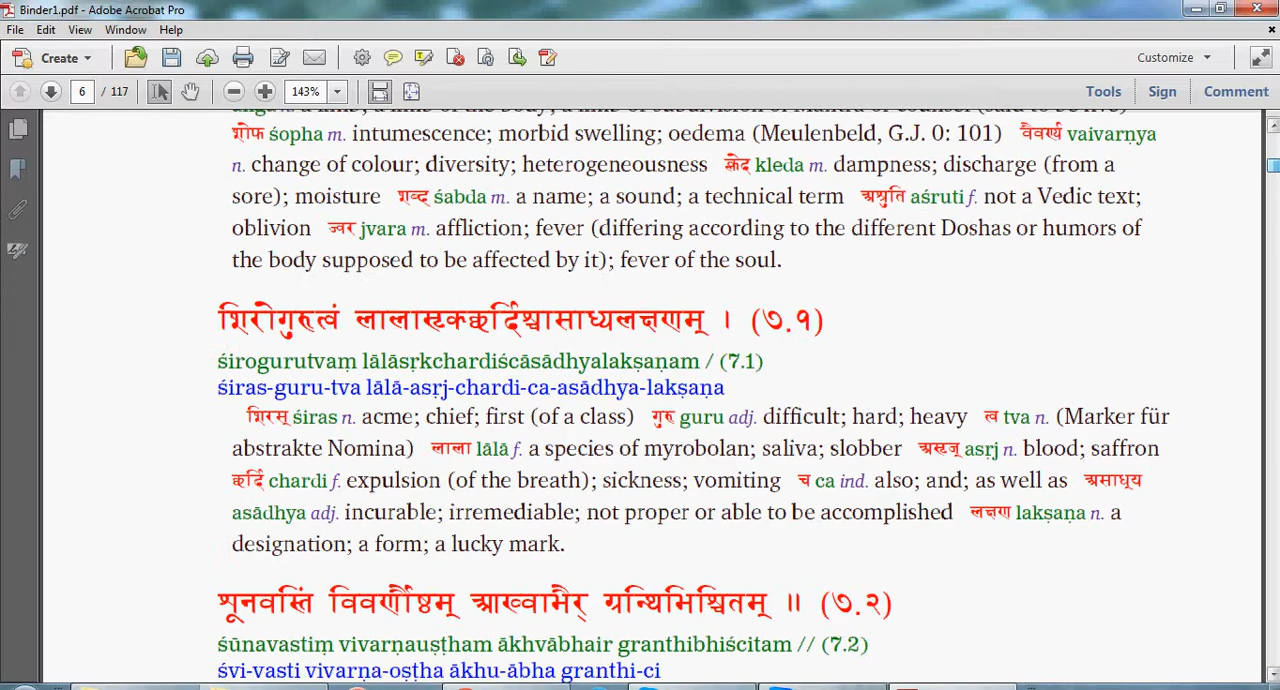 Binder1.pdf - Adobe Acrobat Pro
File Edit View Window Help
Create Customize
6 / 117 143% Tools Sign Comment
शोफ śopha m. intumescence; morbid swelling; oedema (Meulenbeld, G.J. 0: 101) वैवर्ण्य vaivarṇya
n. change of colour; diversity; heterogeneousness क्लेद kleda m. dampness; discharge (from a
sore); moisture शब्द śabda m. a name; a sound; a technical term अश्रुति aśruti f. not a Vedic text;
oblivion ज्वर jvara m. affliction; fever (differing according to the different Doshas or humors of
the body supposed to be affected by it); fever of the soul.
शिरोगुरुत्वं लालासृक्छर्दिश्चासाध्यलक्षणम् । (७.१)
śirogurutvaṃ lālāsṛkchardiścāsādhyalakṣaṇam / (7.1)
śiras-guru-tva lālā-asṛj-chardi-ca-asādhya-lakṣaṇa
शिरस् śiras n. acme; chief; first (of a class) गुरु guru adj. difficult; hard; heavy त्व tva n. (Marker für
abstrakte Nomina) लाला lālā f. a species of myrobolan; saliva; slobber असृज् asṛj n. blood; saffron
छर्दि chardi f. expulsion (of the breath); sickness; vomiting च ca ind. also; and; as well as असाध्य
asādhya adj. incurable; irremediable; not proper or able to be accomplished लक्षण lakṣaṇa n. a
designation; a form; a lucky mark.
शूनवस्तिं विवर्णौष्ठम् आख्वाभैर् ग्रन्थिभिश्चितम् ॥ (७.२)
śūnavastiṃ vivarṇauṣṭham ākhvābhair granthibhiścitam // (7.2)
śvi-vasti vivarṇa-oṣṭha ākhu-ābha granthi-ci